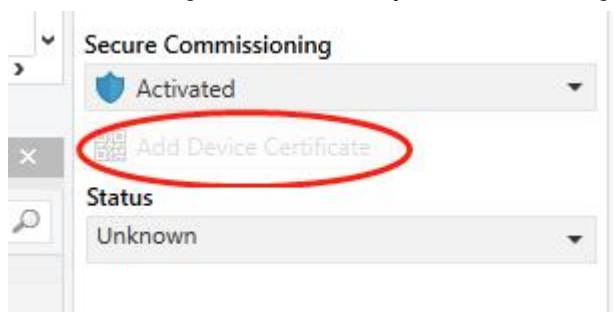 Secure Commissioning
Activated
Add Device Certificate
Status
Unknown